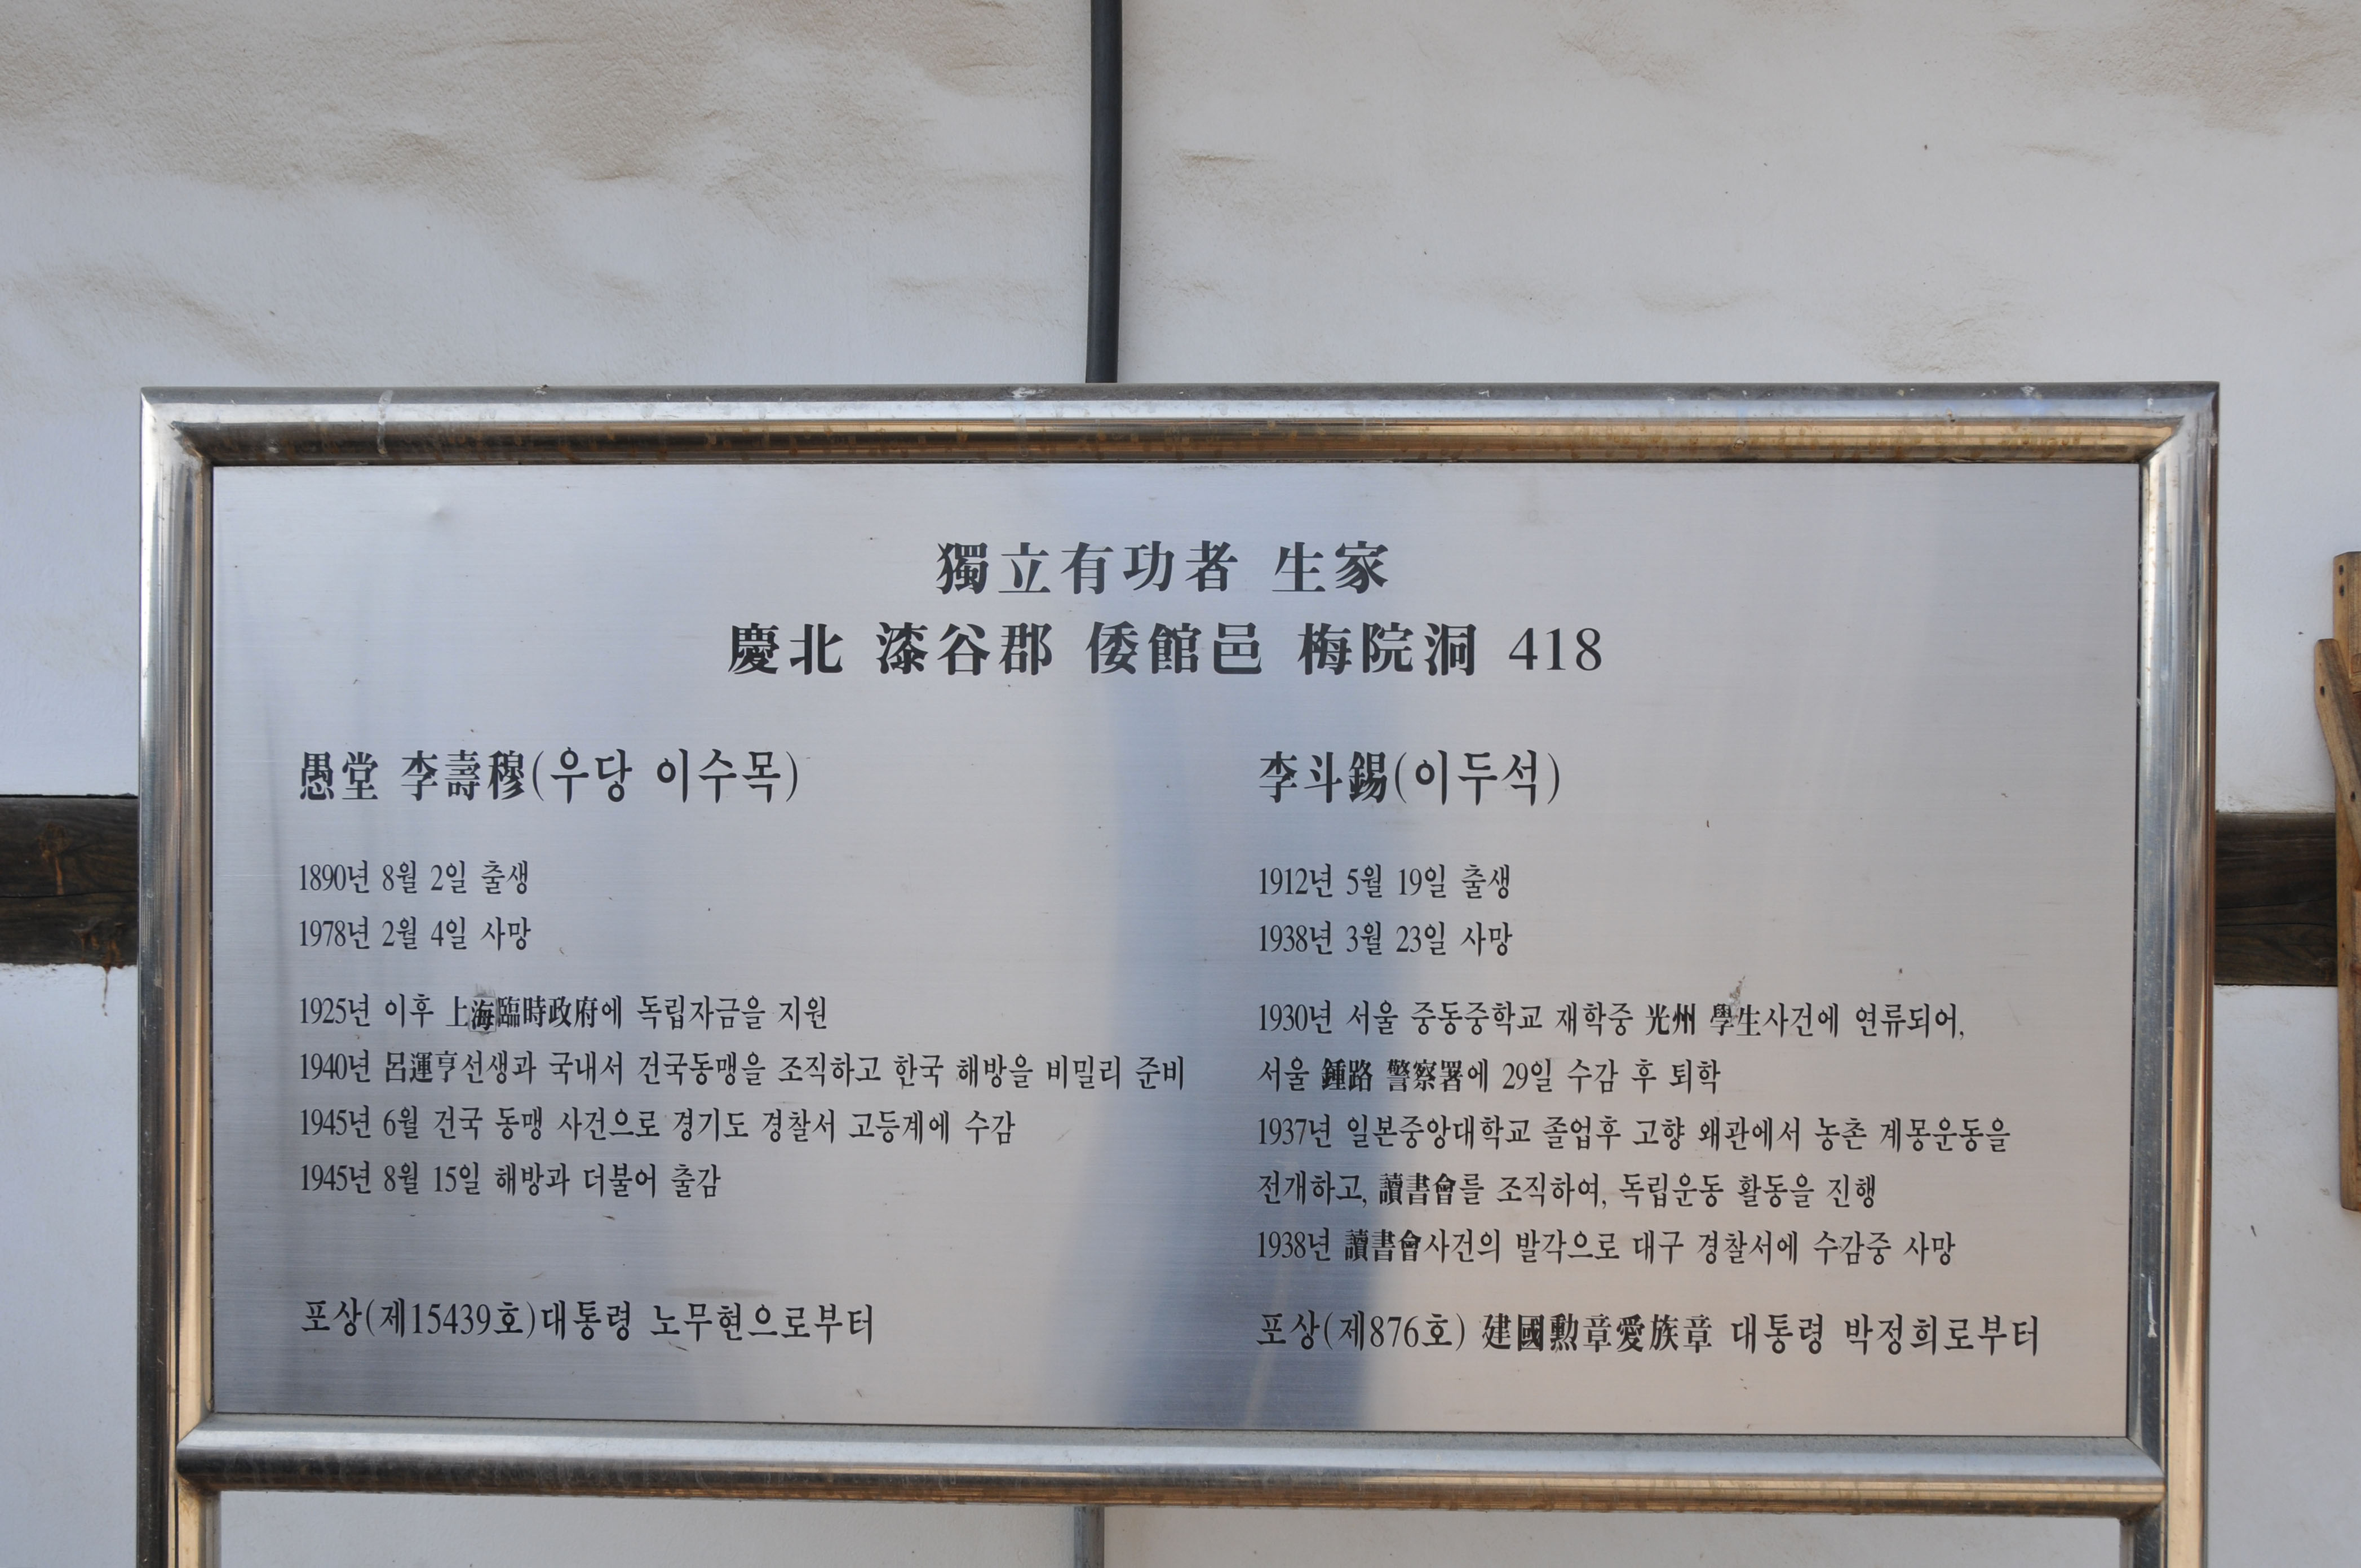 獨立有功者 生家
慶北 漆谷郡 倭館邑 梅院洞 418
愚堂 李壽穆(우당 이수목)
1890년 8월 2일 출생
1978년 2월 4일 사망
1925년 이후 上海臨時政府에 독립자금을 지원
1940년 呂運亨선생과 국내서 건국동맹을 조직하고 한국 해방을 비밀리 준비
1945년 6월 건국 동맹 사건으로 경기도 경찰서 고등계에 수감
1945년 8월 15일 해방과 더불어 출감
포상(제15439호)대통령 노무현으로부터
李斗錫(이두석)
1912년 5월 19일 출생
1938년 3월 23일 사망
1930년 서울 중동중학교 재학중 光州 學生사건에 연류되어,
서울 鍾路 警察署에 29일 수감 후 퇴학
1937년 일본중앙대학교 졸업후 고향 왜관에서 농촌 계몽운동을
전개하고, 讀書會를 조직하여, 독립운동 활동을 진행
1938년 讀書會사건의 발각으로 대구 경찰서에 수감중 사망
포상(제876호) 建國勳章愛族章 대통령 박정희로부터